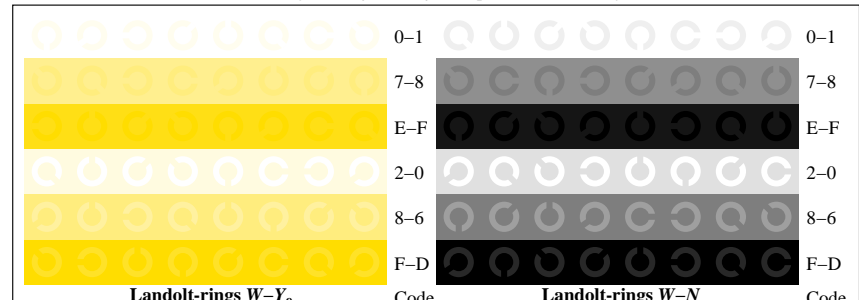 0–1 0–1
7–8 7–8
E–F E–F
2–0 2–0
8–6 8–6
F–D F–D
Landolt-rings W–Y Code Landolt-rings W–N Code